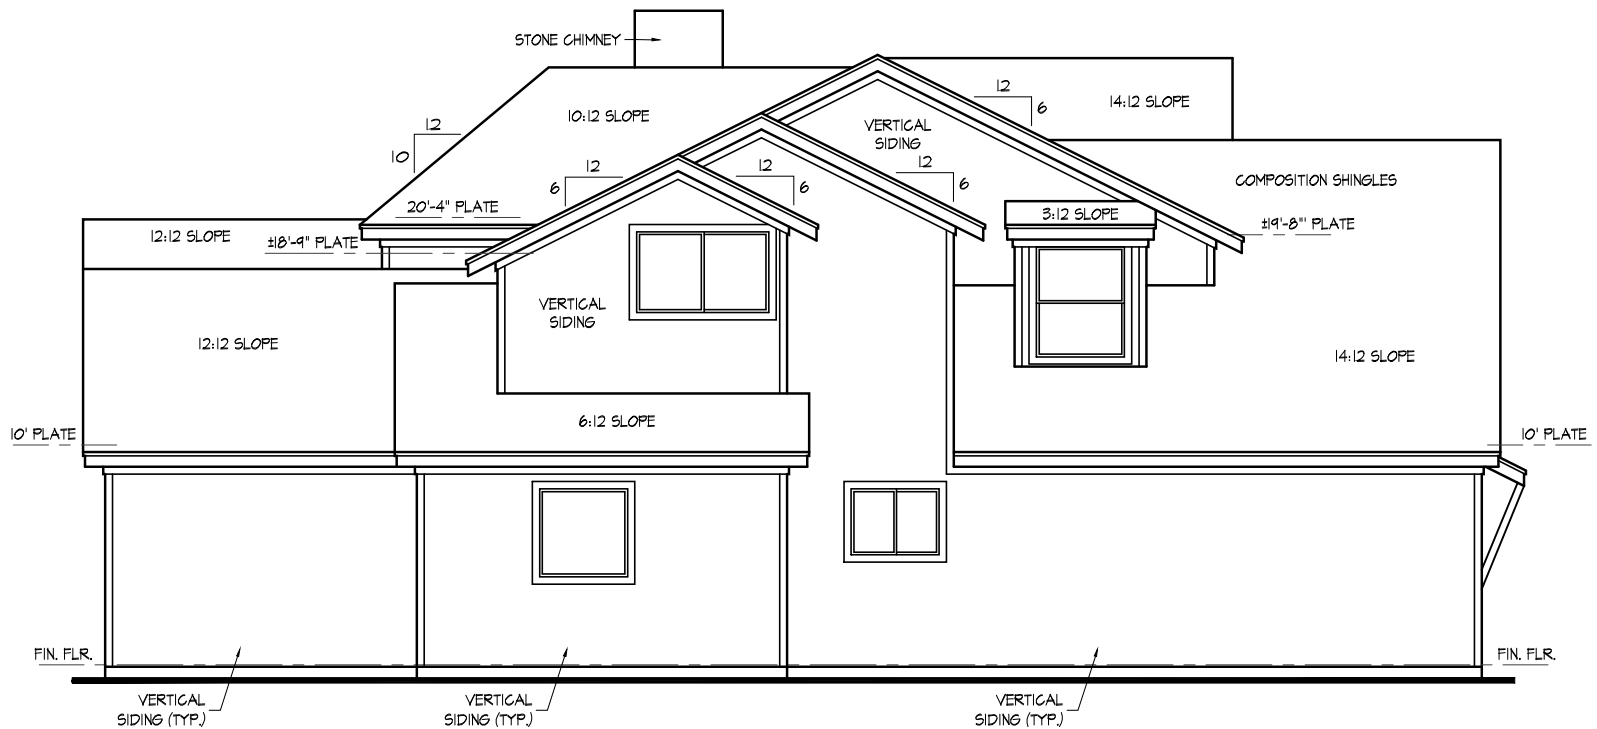 STONE CHIMNEY
12
6
14:12 SLOPE
10:12 SLOPE
12
10
VERTICAL
SIDING
12
6
12
6
12
6
COMPOSITION SHINGLES
20'-4" PLATE
3:12 SLOPE
±19'-8"' PLATE
12:12 SLOPE
±18'-9" PLATE
VERTICAL
SIDING
12:12 SLOPE
14:12 SLOPE
6:12 SLOPE
10' PLATE
10' PLATE
FIN. FLR.
FIN. FLR.
VERTICAL
SIDING (TYP.)
VERTICAL
SIDING (TYP.)
VERTICAL
SIDING (TYP.)